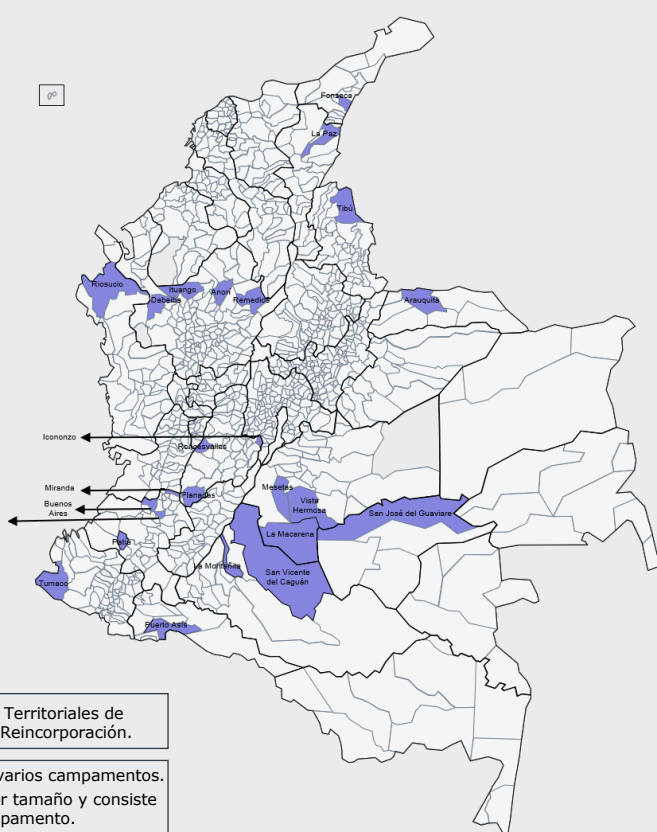 Fonseca
La Paz
Tibú
Riosucio
Ituango
Anorí
Dabeiba
Remedios
Arauquita
Icononzo
Roncesvalles
Miranda
Planadas
Mesetas
Buenos
Aires
Vista
Hermosa
San José del Guaviare
La Macarena
Patía
La Montañita
San Vicente
del Caguán
Tumaco
Puerto Asís
Territoriales de
Reincorporación.
varios campamentos.
r tamaño y consiste
pamento.